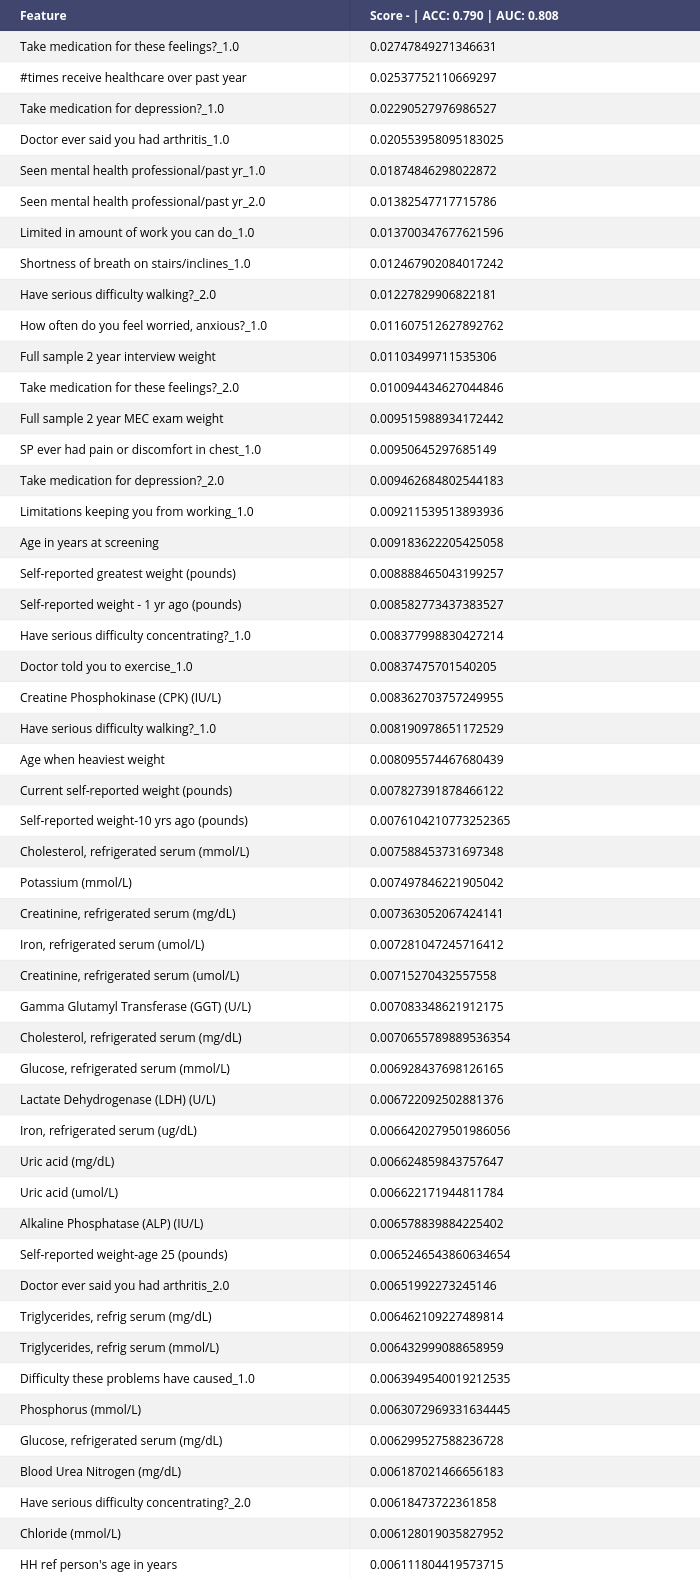 Feature Score - | ACC: 0.790 | AUC: 0.808
Take medication for these feelings?_1.0 0.02747849271346631
#times receive healthcare over past year 0.02537752110669297
Take medication for depression?_1.0 0.02290527976986527
Doctor ever said you had arthritis_1.0 0.020553958095183025
Seen mental health professional/past yr_1.0 0.01874846298022872
Seen mental health professional/past yr_2.0 0.01382547717715786
Limited in amount of work you can do_1.0 0.013700347677621596
Shortness of breath on stairs/inclines_1.0 0.012467902084017242
Have serious difficulty walking?_2.0 0.01227829906822181
How often do you feel worried, anxious?_1.0 0.011607512627892762
Full sample 2 year interview weight 0.01103499711535306
Take medication for these feelings?_2.0 0.010094434627044846
Full sample 2 year MEC exam weight 0.009515988934172442
SP ever had pain or discomfort in chest_1.0 0.00950645297685149
Take medication for depression?_2.0 0.009462684802544183
Limitations keeping you from working_1.0 0.009211539513893936
Age in years at screening 0.009183622205425058
Self-reported greatest weight (pounds) 0.008888465043199257
Self-reported weight - 1 yr ago (pounds) 0.008582773437383527
Have serious difficulty concentrating?_1.0 0.008377998830427214
Doctor told you to exercise_1.0 0.00837475701540205
Creatine Phosphokinase (CPK) (IU/L) 0.008362703757249955
Have serious difficulty walking?_1.0 0.008190978651172529
Age when heaviest weight 0.008095574467680439
Current self-reported weight (pounds) 0.007827391878466122
Self-reported weight-10 yrs ago (pounds) 0.0076104210773252365
Cholesterol, refrigerated serum (mmol/L) 0.007588453731697348
Potassium (mmol/L) 0.007497846221905042
Creatinine, refrigerated serum (mg/dL) 0.007363052067424141
Iron, refrigerated serum (umol/L) 0.007281047245716412
Creatinine, refrigerated serum (umol/L) 0.00715270432557558
Gamma Glutamyl Transferase (GGT) (U/L) 0.007083348621912175
Cholesterol, refrigerated serum (mg/dL) 0.0070655789889536354
Glucose, refrigerated serum (mmol/L) 0.006928437698126165
Lactate Dehydrogenase (LDH) (U/L) 0.006722092502881376
Iron, refrigerated serum (ug/dL) 0.0066420279501986056
Uric acid (mg/dL) 0.006624859843757647
Uric acid (umol/L) 0.006622171944811784
Alkaline Phosphatase (ALP) (IU/L) 0.006578839884225402
Self-reported weight-age 25 (pounds) 0.0065246543860634654
Doctor ever said you had arthritis_2.0 0.00651992273245146
Triglycerides, refrig serum (mg/dL) 0.006462109227489814
Triglycerides, refrig serum (mmol/L) 0.006432999088658959
Difficulty these problems have caused_1.0 0.0063949540019212535
Phosphorus (mmol/L) 0.0063072969331634445
Glucose, refrigerated serum (mg/dL) 0.006299527588236728
Blood Urea Nitrogen (mg/dL) 0.006187021466656183
Have serious difficulty concentrating?_2.0 0.00618473722361858
Chloride (mmol/L) 0.006128019035827952
HH ref person's age in years 0.006111804419573715